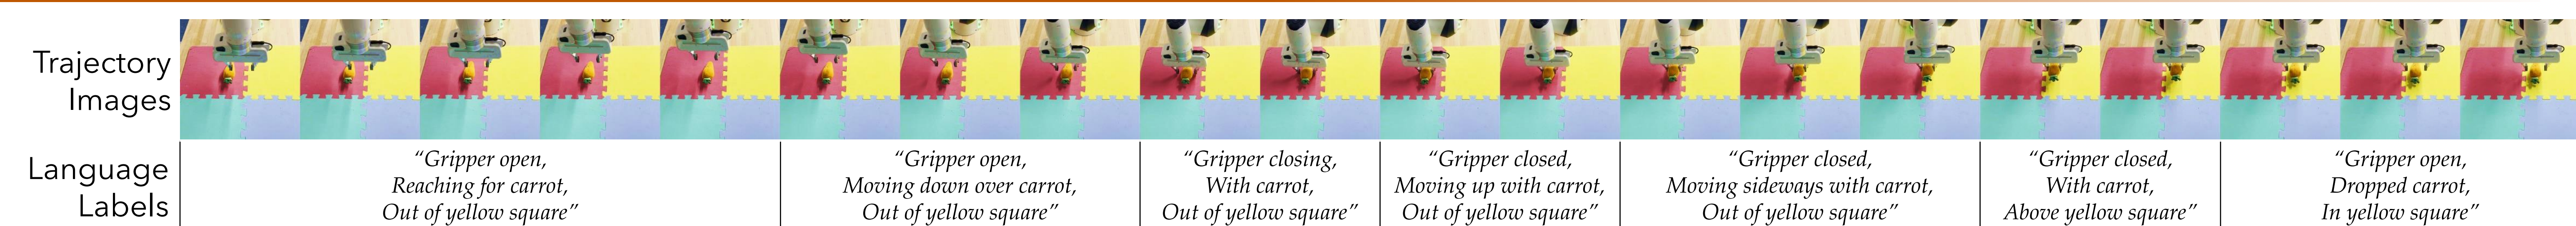 Trajectory
Images
Language
Labels
“Gripper open,
Reaching for carrot,
Out of yellow square”
“Gripper open,
Moving down over carrot,
Out of yellow square”
“Gripper closing,
With carrot,
Out of yellow square”
“Gripper closed,
Moving up with carrot,
Out of yellow square”
“Gripper closed,
Moving sideways with carrot,
Out of yellow square”
“Gripper closed,
With carrot,
Above yellow square”
“Gripper open,
Dropped carrot,
In yellow square”